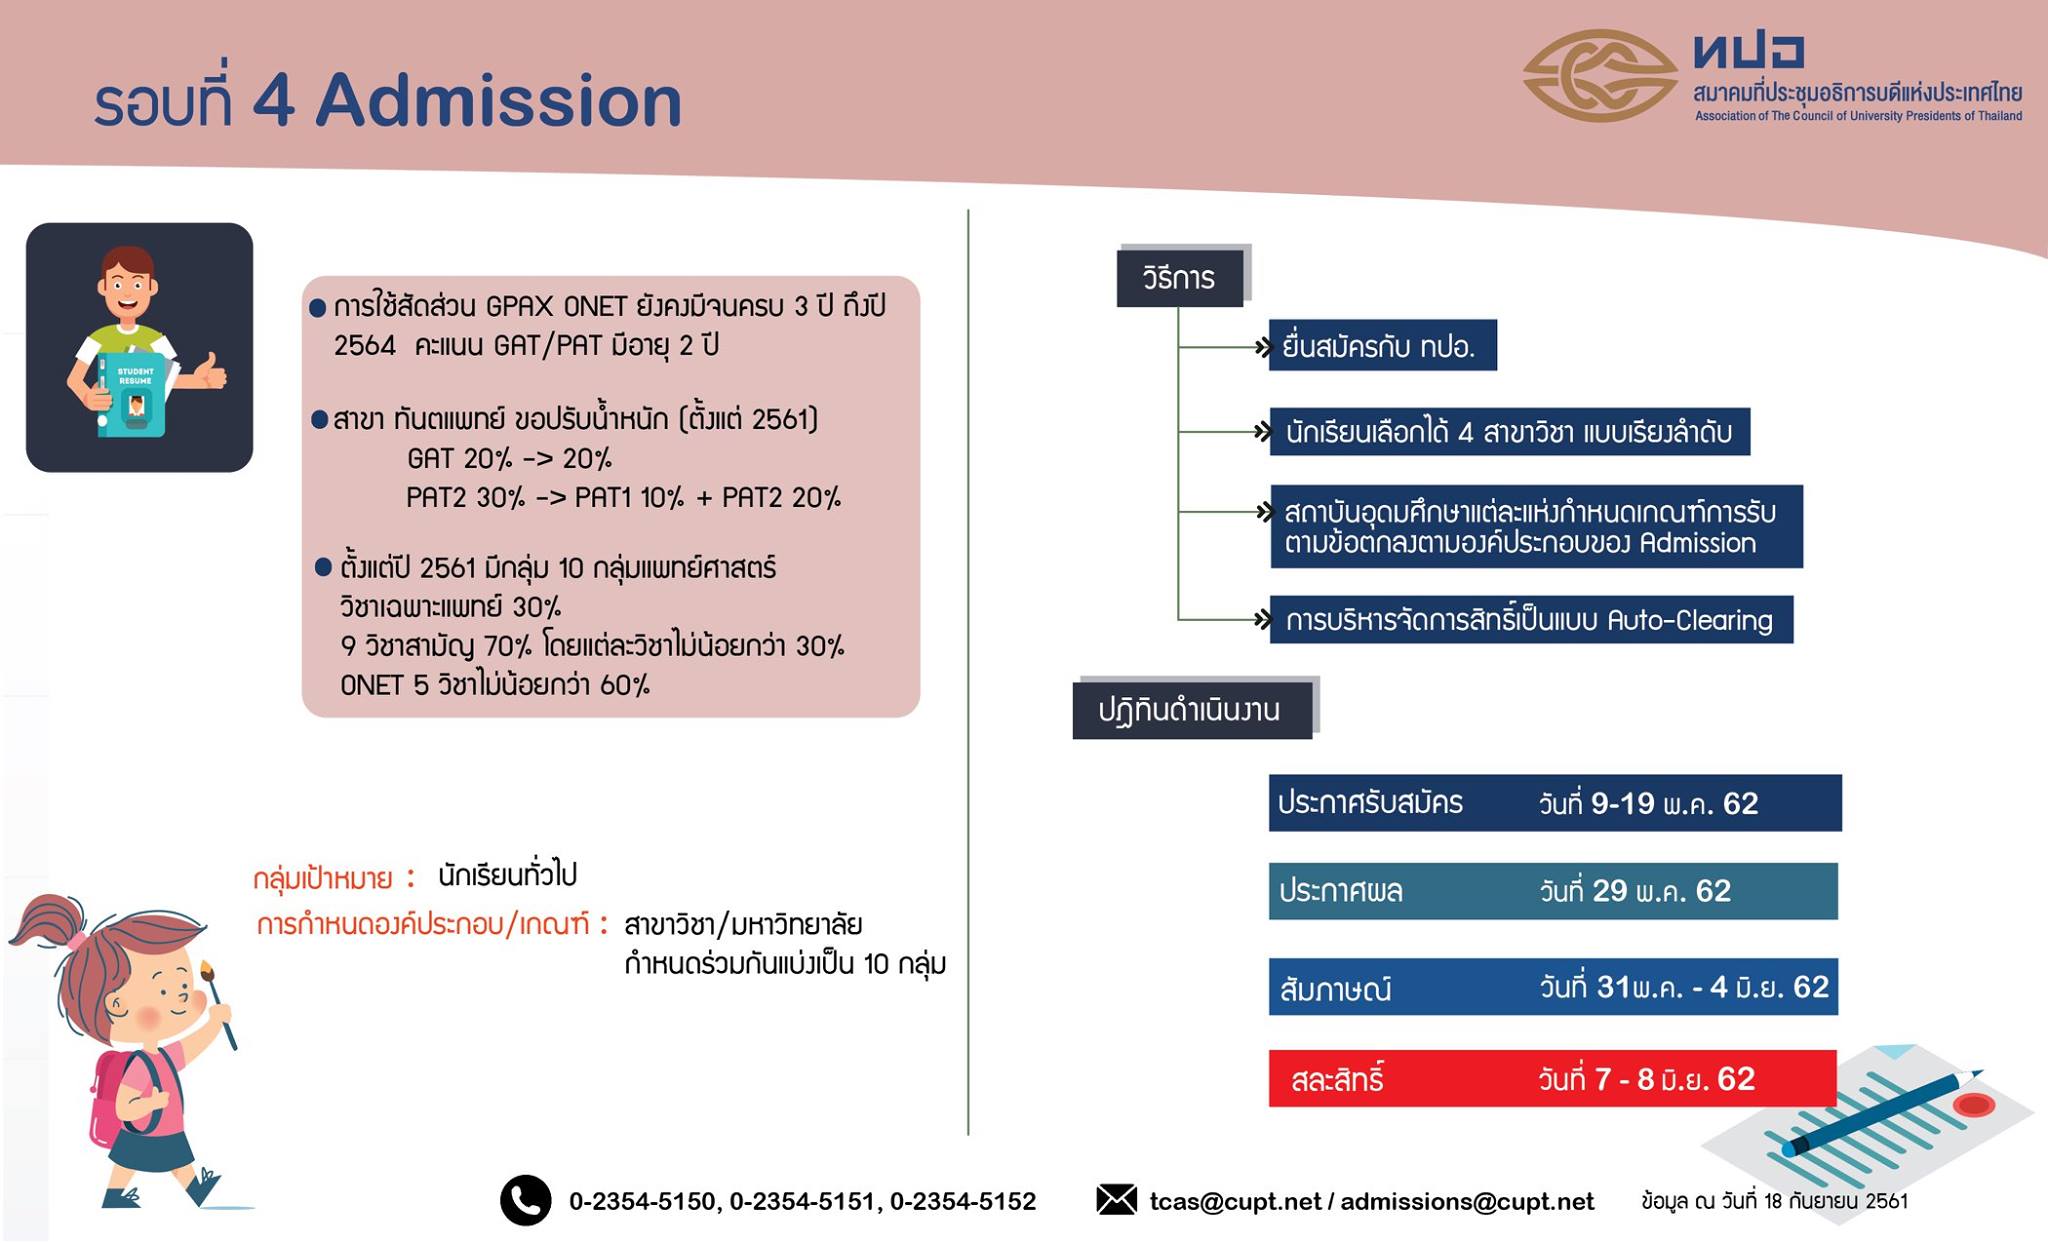 รอบที่ 4 Admission
ทปอ
สมาคมที่ประชุมอธิการบดีแห่งประเทศไทย
Association of The Council of University Presidents of Thailand
STUDENT
RESUME
การใช้สัดส่วน GPAX ONET ยังคงมีจนครบ 3 ปี ถึงปี
2564 คะแนน GAT/PAT มีอายุ 2 ปี
สาขา ทันตแพทย์ ขอปรับน้ำหนัก (ตั้งแต่ 2561)
GAT 20% -> 20%
PAT2 30% -> PAT1 10% + PAT2 20%
ตั้งแต่ปี 2561 มีกลุ่ม 10 กลุ่มแพทย์ศาสตร์
วิชาเฉพาะแพทย์ 30%
9 วิชาสามัญ 70% โดยแต่ละวิชาไม่น้อยกว่า 30%
ONET 5 วิชาไม่น้อยกว่า 60%
กลุ่มเป้าหมาย : นักเรียนทั่วไป
การกำหนดองค์ประกอบ/เกณฑ์ : สาขาวิชา/มหาวิทยาลัย
กำหนดร่วมกันแบ่งเป็น 10 กลุ่ม
วิธีการ
ยื่นสมัครกับ ทปอ.
นักเรียนเลือกได้ 4 สาขาวิชา แบบเรียงลำดับ
สถาบันอุดมศึกษาแต่ละแห่งกำหนดเกณฑ์การรับ
ตามข้อตกลงตามองค์ประกอบของ Admission
การบริหารจัดการสิทธิ์เป็นแบบ Auto-Clearing
ปฏิทินดำเนินงาน
ประกาศรับสมัคร วันที่ 9-19 พ.ค. 62
ประกาศผล วันที่ 29 พ.ค. 62
สัมภาษณ์ วันที่ 31พ.ค. - 4 มิ.ย. 62
สละสิทธิ์ วันที่ 7 - 8 มิ.ย. 62
0-2354-5150, 0-2354-5151, 0-2354-5152
tcas@cupt.net / admissions@cupt.net
ข้อมูล ณ วันที่ 18 กันยายน 2561